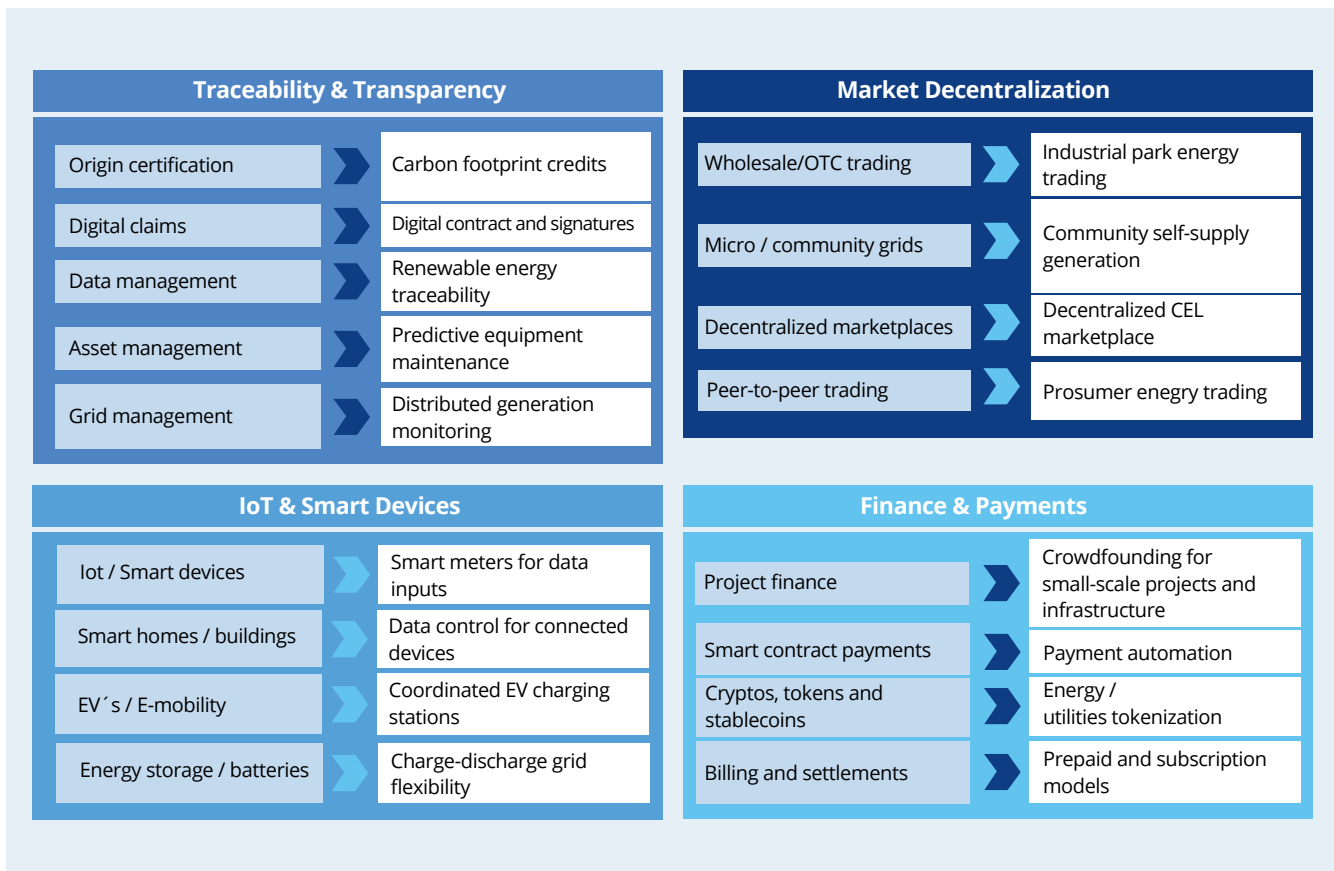 Traceability & Transparency
Origin certification
Carbon footprint credits
Digital claims
Digital contract and signatures
Data management
Renewable energy
traceability
Asset management
Predictive equipment
maintenance
Grid management
Distributed generation
monitoring
Market Decentralization
Wholesale/OTC trading
Industrial park energy
trading
Micro / community grids
Community self-supply
generation
Decentralized marketplaces
Decentralized CEL
marketplace
Peer-to-peer trading
Prosumer enegry trading
IoT & Smart Devices
Iot / Smart devices
Smart meters for data
inputs
Smart homes / buildings
Data control for connected
devices
EV´s / E-mobility
Coordinated EV charging
stations
Energy storage / batteries
Charge-discharge grid
flexibility
Finance & Payments
Project finance
Crowdfounding for
small-scale projects and
infrastructure
Smart contract payments
Payment automation
Cryptos, tokens and
stablecoins
Energy /
utilities tokenization
Billing and settlements
Prepaid and subscription
models